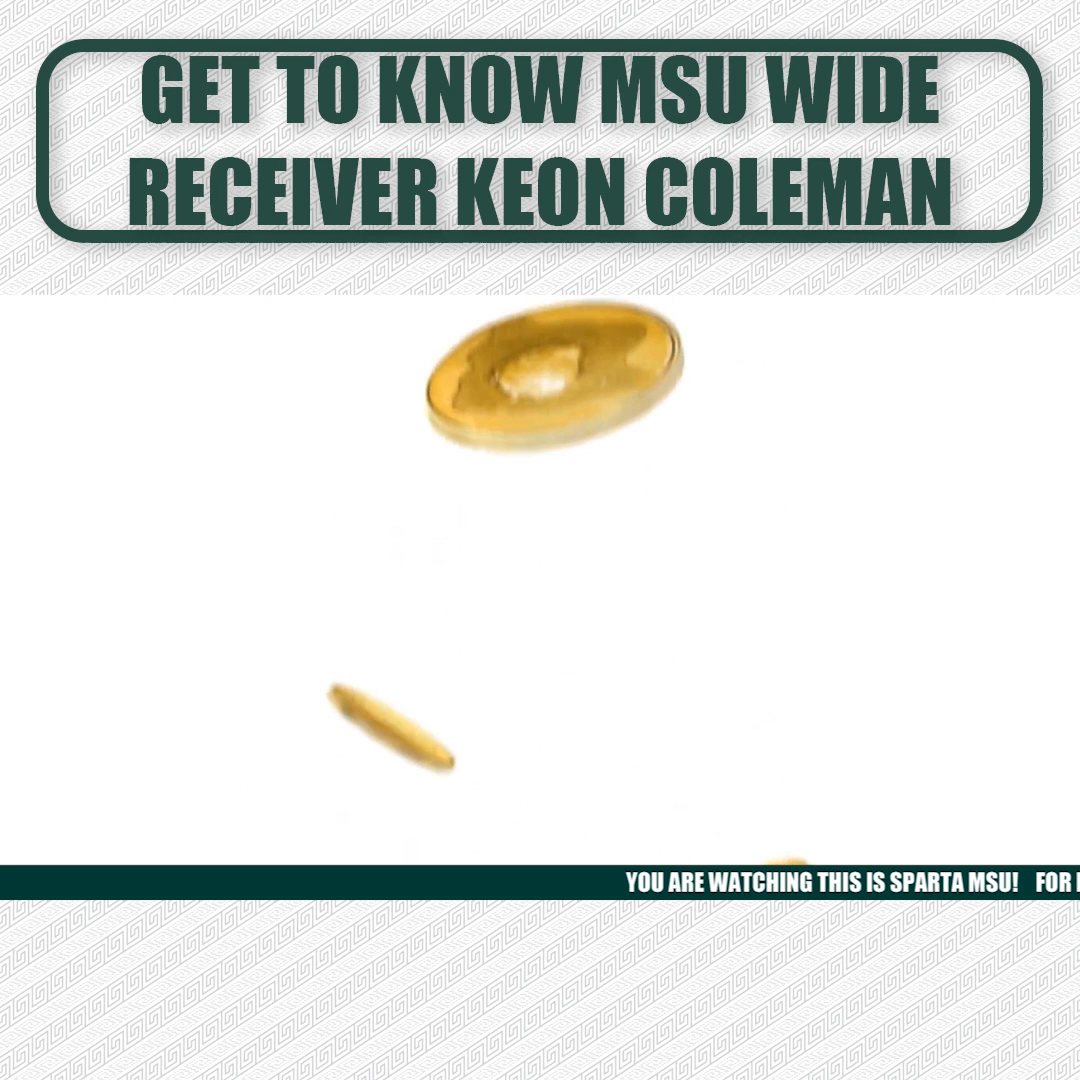 GET TO KNOW MSU WIDE
RECEIVER KEON COLEMAN
YOU ARE WATCHING THIS IS SPARTA MSU! FOR